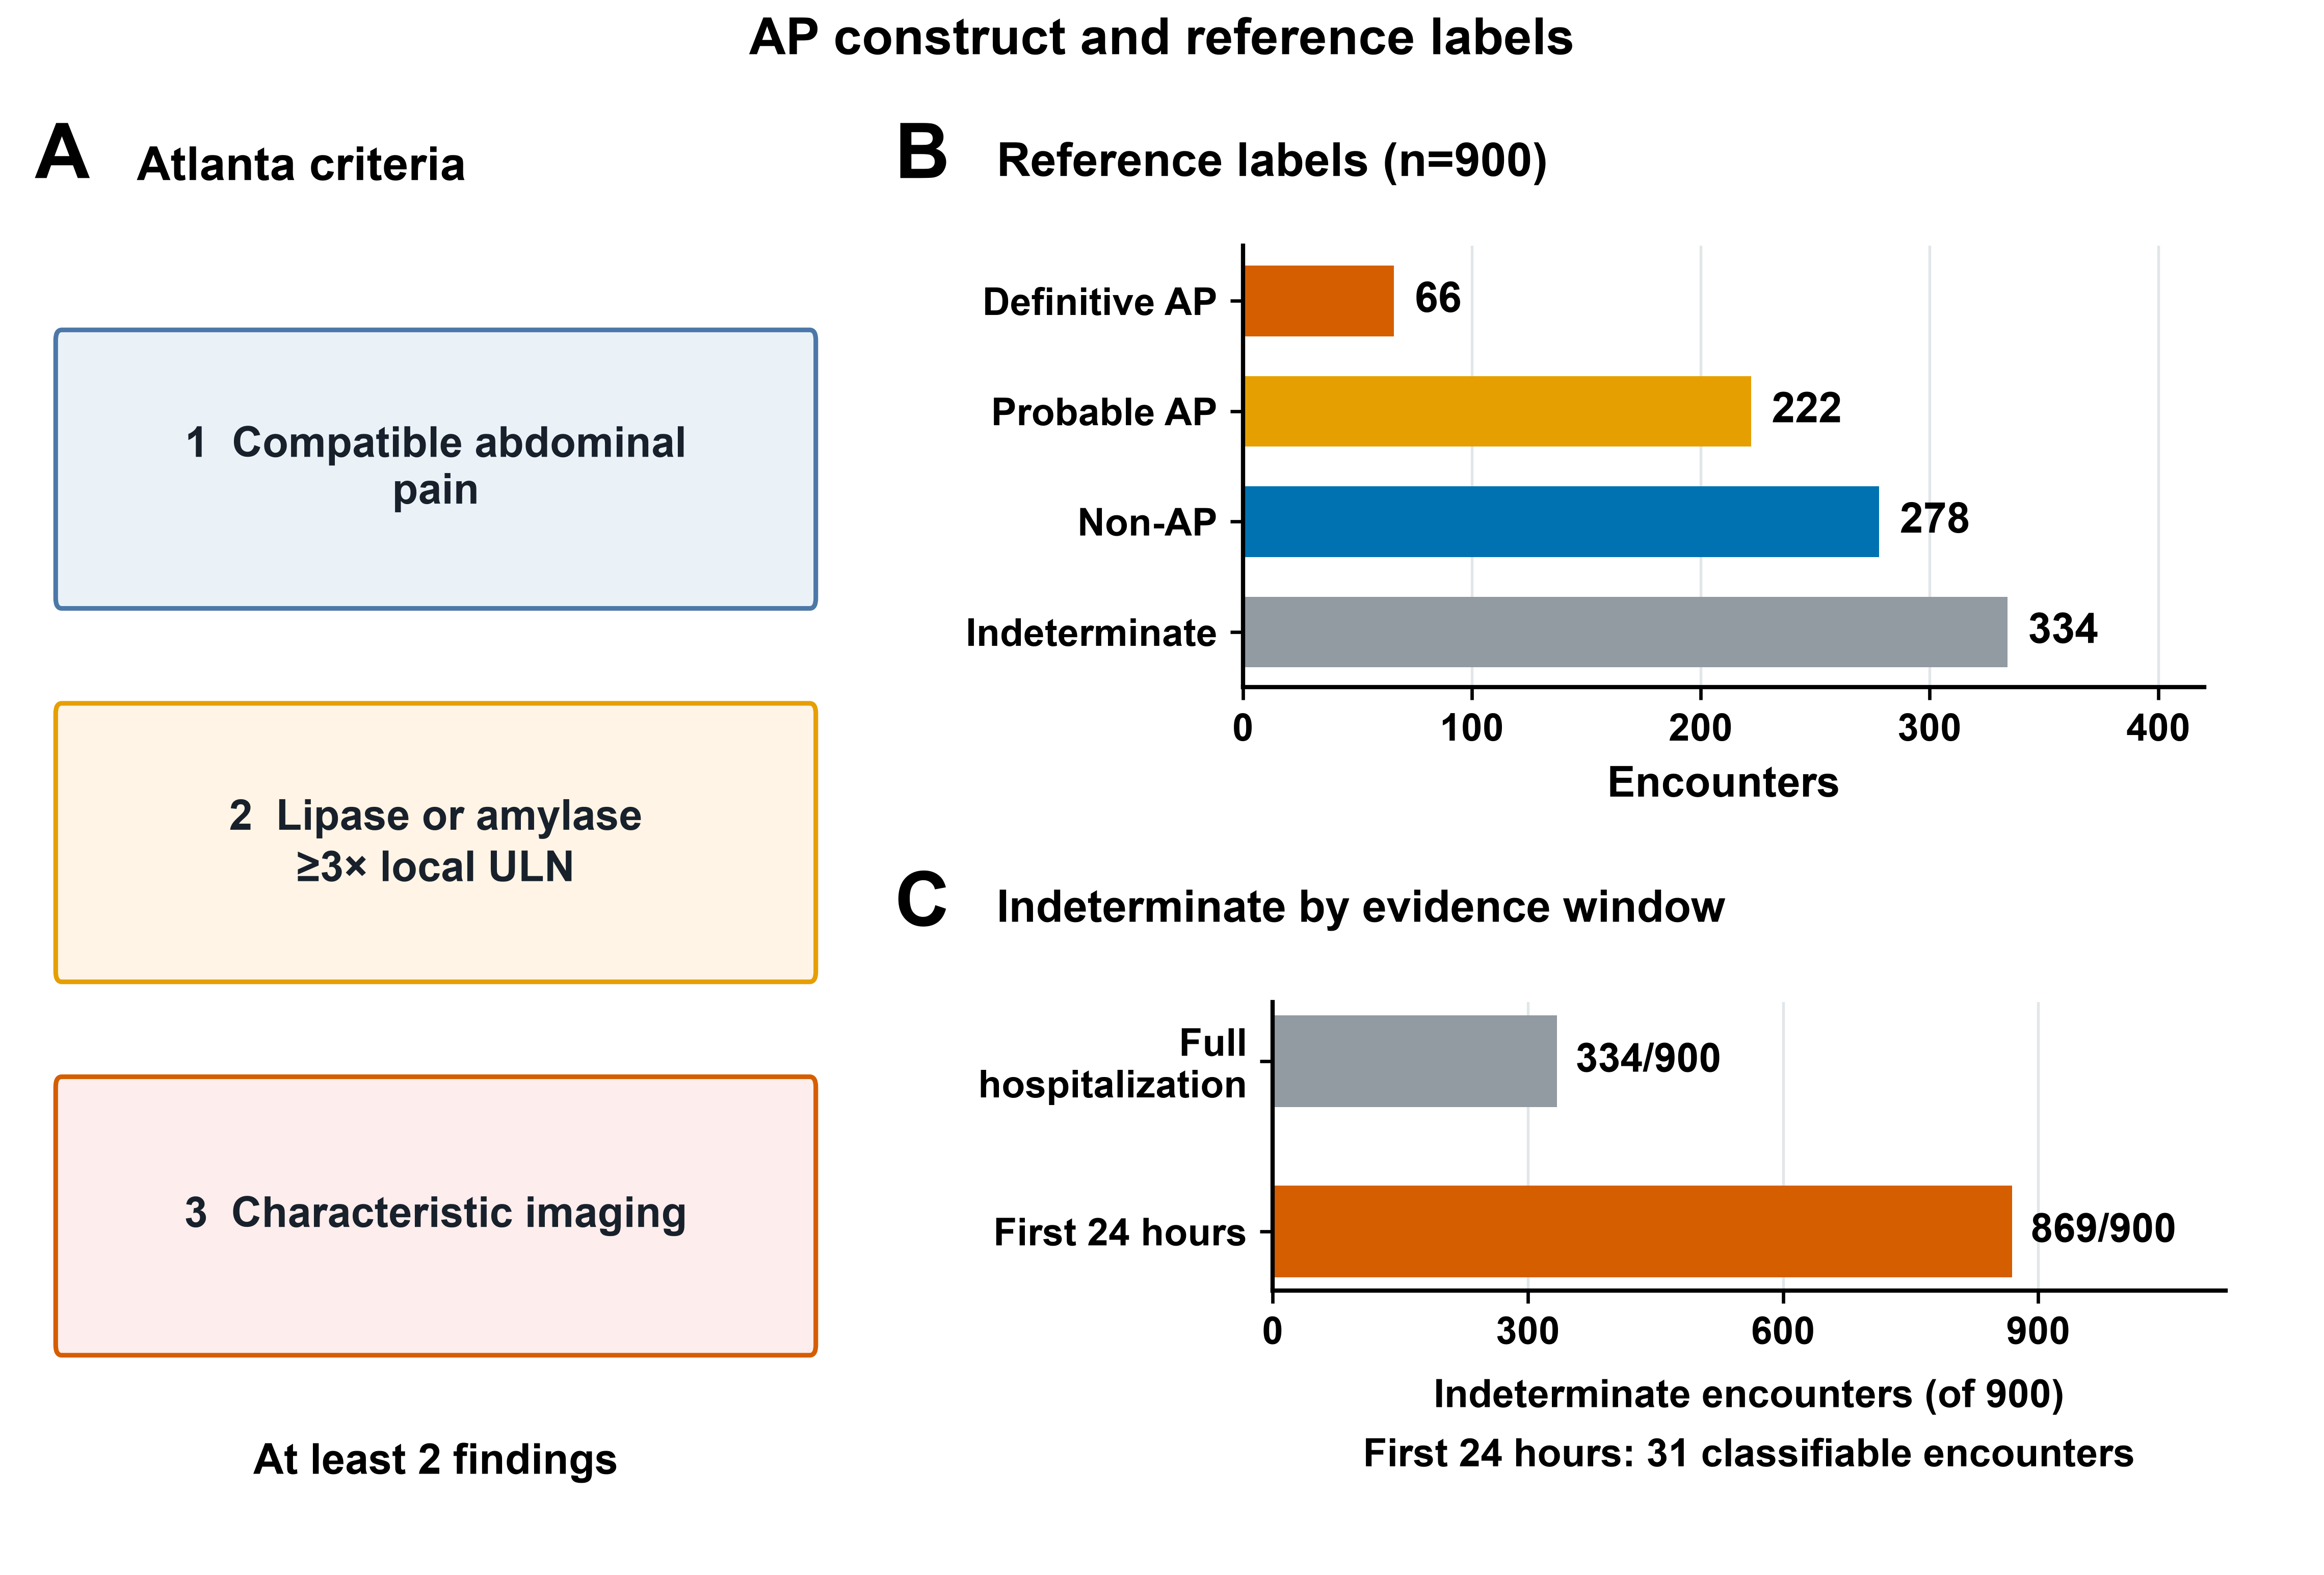 AP construct and reference labels
A Atlanta criteria
1 Compatible abdominal
pain
2 Lipase or amylase
≥3× local ULN
3 Characteristic imaging
At least 2 findings
B Reference labels (n=900)
Definitive AP 66
Probable AP 222
Non-AP 278
Indeterminate 334
0 100 200 300 400
Encounters
C Indeterminate by evidence window
Full
hospitalization
334/900
First 24 hours 869/900
0 300 600 900
Indeterminate encounters (of 900)
First 24 hours: 31 classifiable encounters